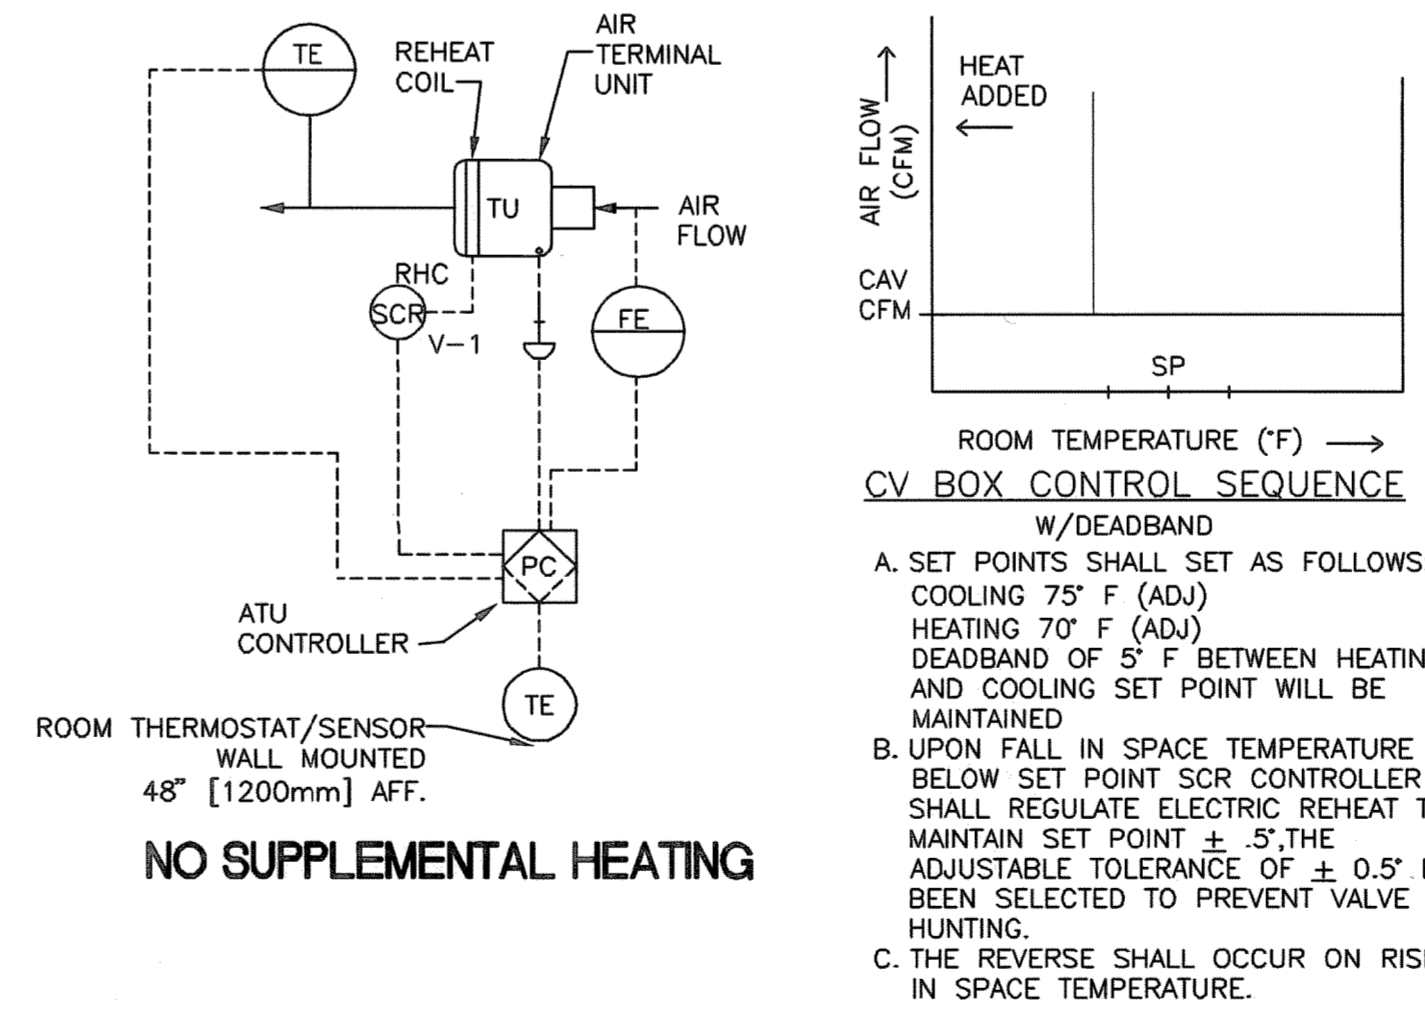 TE
REHEAT
COIL
AIR
TERMINAL
UNIT
TU
AIR
FLOW
RHC
SCR
V-1
FE
PC
ATU
CONTROLLER
TE
ROOM THERMOSTAT/SENSOR
WALL MOUNTED
48" [1200mm] AFF.
NO SUPPLEMENTAL HEATING
AIR FLOW
(CFM)
HEAT
ADDED
CAV
CFM
SP
ROOM TEMPERATURE (°F)
CV BOX CONTROL SEQUENCE
W/DEADBAND
A. SET POINTS SHALL SET AS FOLLOWS
COOLING 75° F (ADJ)
HEATING 70° F (ADJ)
DEADBAND OF 5° F BETWEEN HEATIN
AND COOLING SET POINT WILL BE
MAINTAINED
B. UPON FALL IN SPACE TEMPERATURE
BELOW SET POINT SCR CONTROLLER
SHALL REGULATE ELECTRIC REHEAT T
MAINTAIN SET POINT ± .5°,THE
ADJUSTABLE TOLERANCE OF ± 0.5°
BEEN SELECTED TO PREVENT VALVE
HUNTING.
C. THE REVERSE SHALL OCCUR ON RIS
IN SPACE TEMPERATURE.